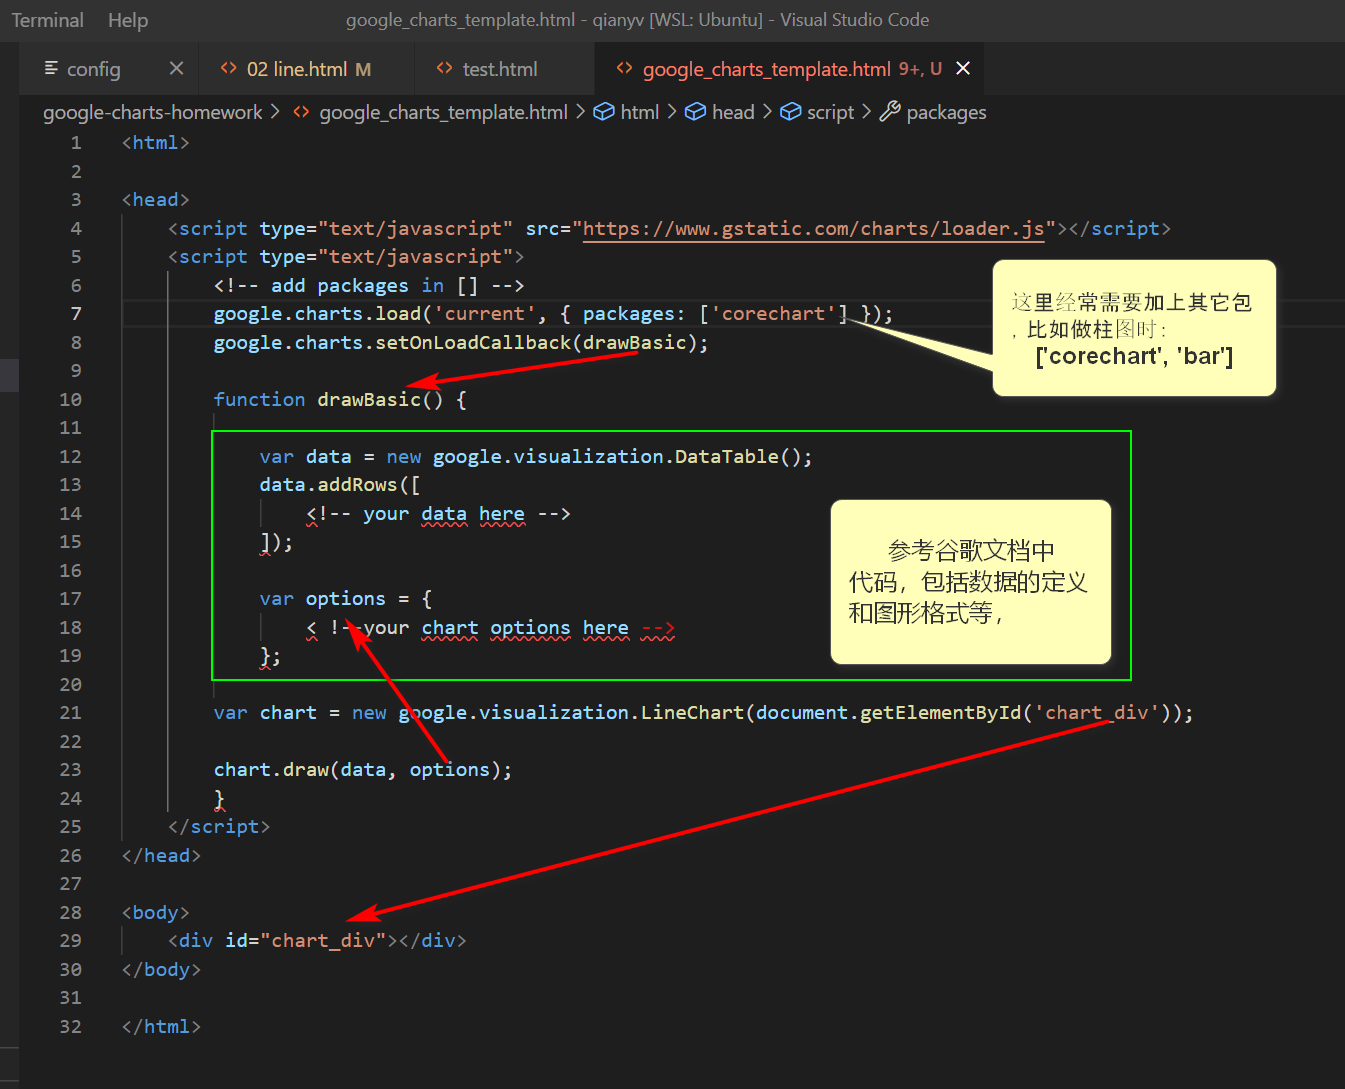 Terminal Help google_charts_template.html - qianyv [WSL: Ubuntu] - Visual Studio Code
config 02 line.html M test.html google_charts_template.html 9+, U
google-charts-homework > google_charts_template.html > html > head > script > packages
1 <html>
2
3 <head>
4 <script type="text/javascript" src="https://www.gstatic.com/charts/loader.js"></script>
5 <script type="text/javascript">
6 <!-- add packages in [] -->
7 google.charts.load('current', { packages: ['corechart'] });
8 google.charts.setOnLoadCallback(drawBasic);
9
10 function drawBasic() {
11
12 var data = new google.visualization.DataTable();
13 data.addRows([
14 <!-- your data here -->
15 ]);
16
17 var options = {
18 < !--your chart options here -->
19 };
20
21 var chart = new google.visualization.LineChart(document.getElementById('chart_div'));
22
23 chart.draw(data, options);
24 }
25 </script>
26 </head>
27
28 <body>
29 <div id="chart_div"></div>
30 </body>
31
32 </html>
这里经常需要加上其它包
，比如做柱图时：
['corechart', 'bar']
参考谷歌文档中
代码，包括数据的定义
和图形格式等，